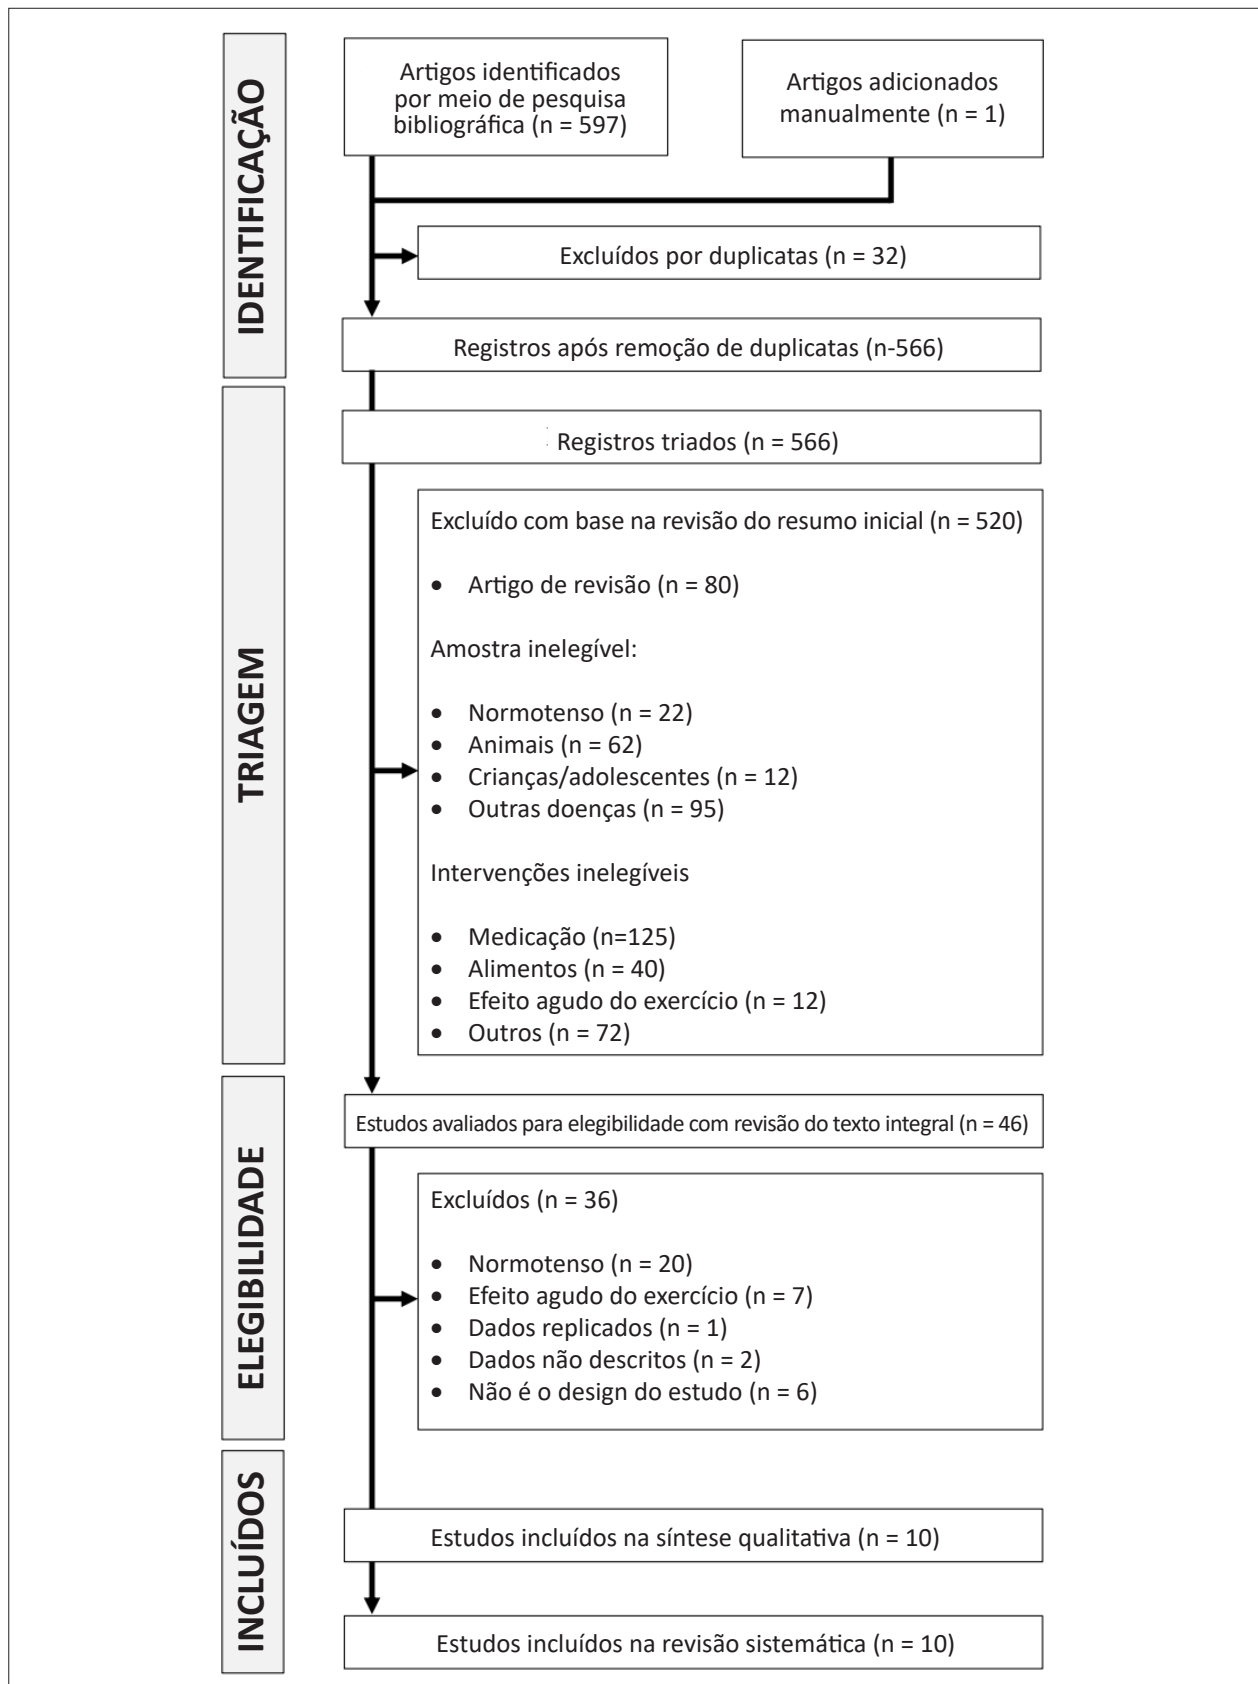 IDENTIFICAÇÃO
Artigos identificados
por meio de pesquisa
bibliográfica (n = 597)
Artigos adicionados
manualmente (n = 1)
Excluídos por duplicatas (n = 32)
Registros após remoção de duplicatas (n-566)
TRIAGEM
Registros triados (n = 566)
Excluído com base na revisão do resumo inicial (n = 520)
• Artigo de revisão (n = 80)
Amostra inelegível:
• Normotenso (n = 22)
• Animais (n = 62)
• Crianças/adolescentes (n = 12)
• Outras doenças (n = 95)
Intervenções inelegíveis
• Medicação (n=125)
• Alimentos (n = 40)
• Efeito agudo do exercício (n = 12)
• Outros (n = 72)
ELEGIBILIDADE
Estudos avaliados para elegibilidade com revisão do texto integral (n = 46)
Excluídos (n = 36)
• Normotenso (n = 20)
• Efeito agudo do exercício (n = 7)
• Dados replicados (n = 1)
• Dados não descritos (n = 2)
• Não é o design do estudo (n = 6)
INCLUÍDOS
Estudos incluídos na síntese qualitativa (n = 10)
Estudos incluídos na revisão sistemática (n = 10)